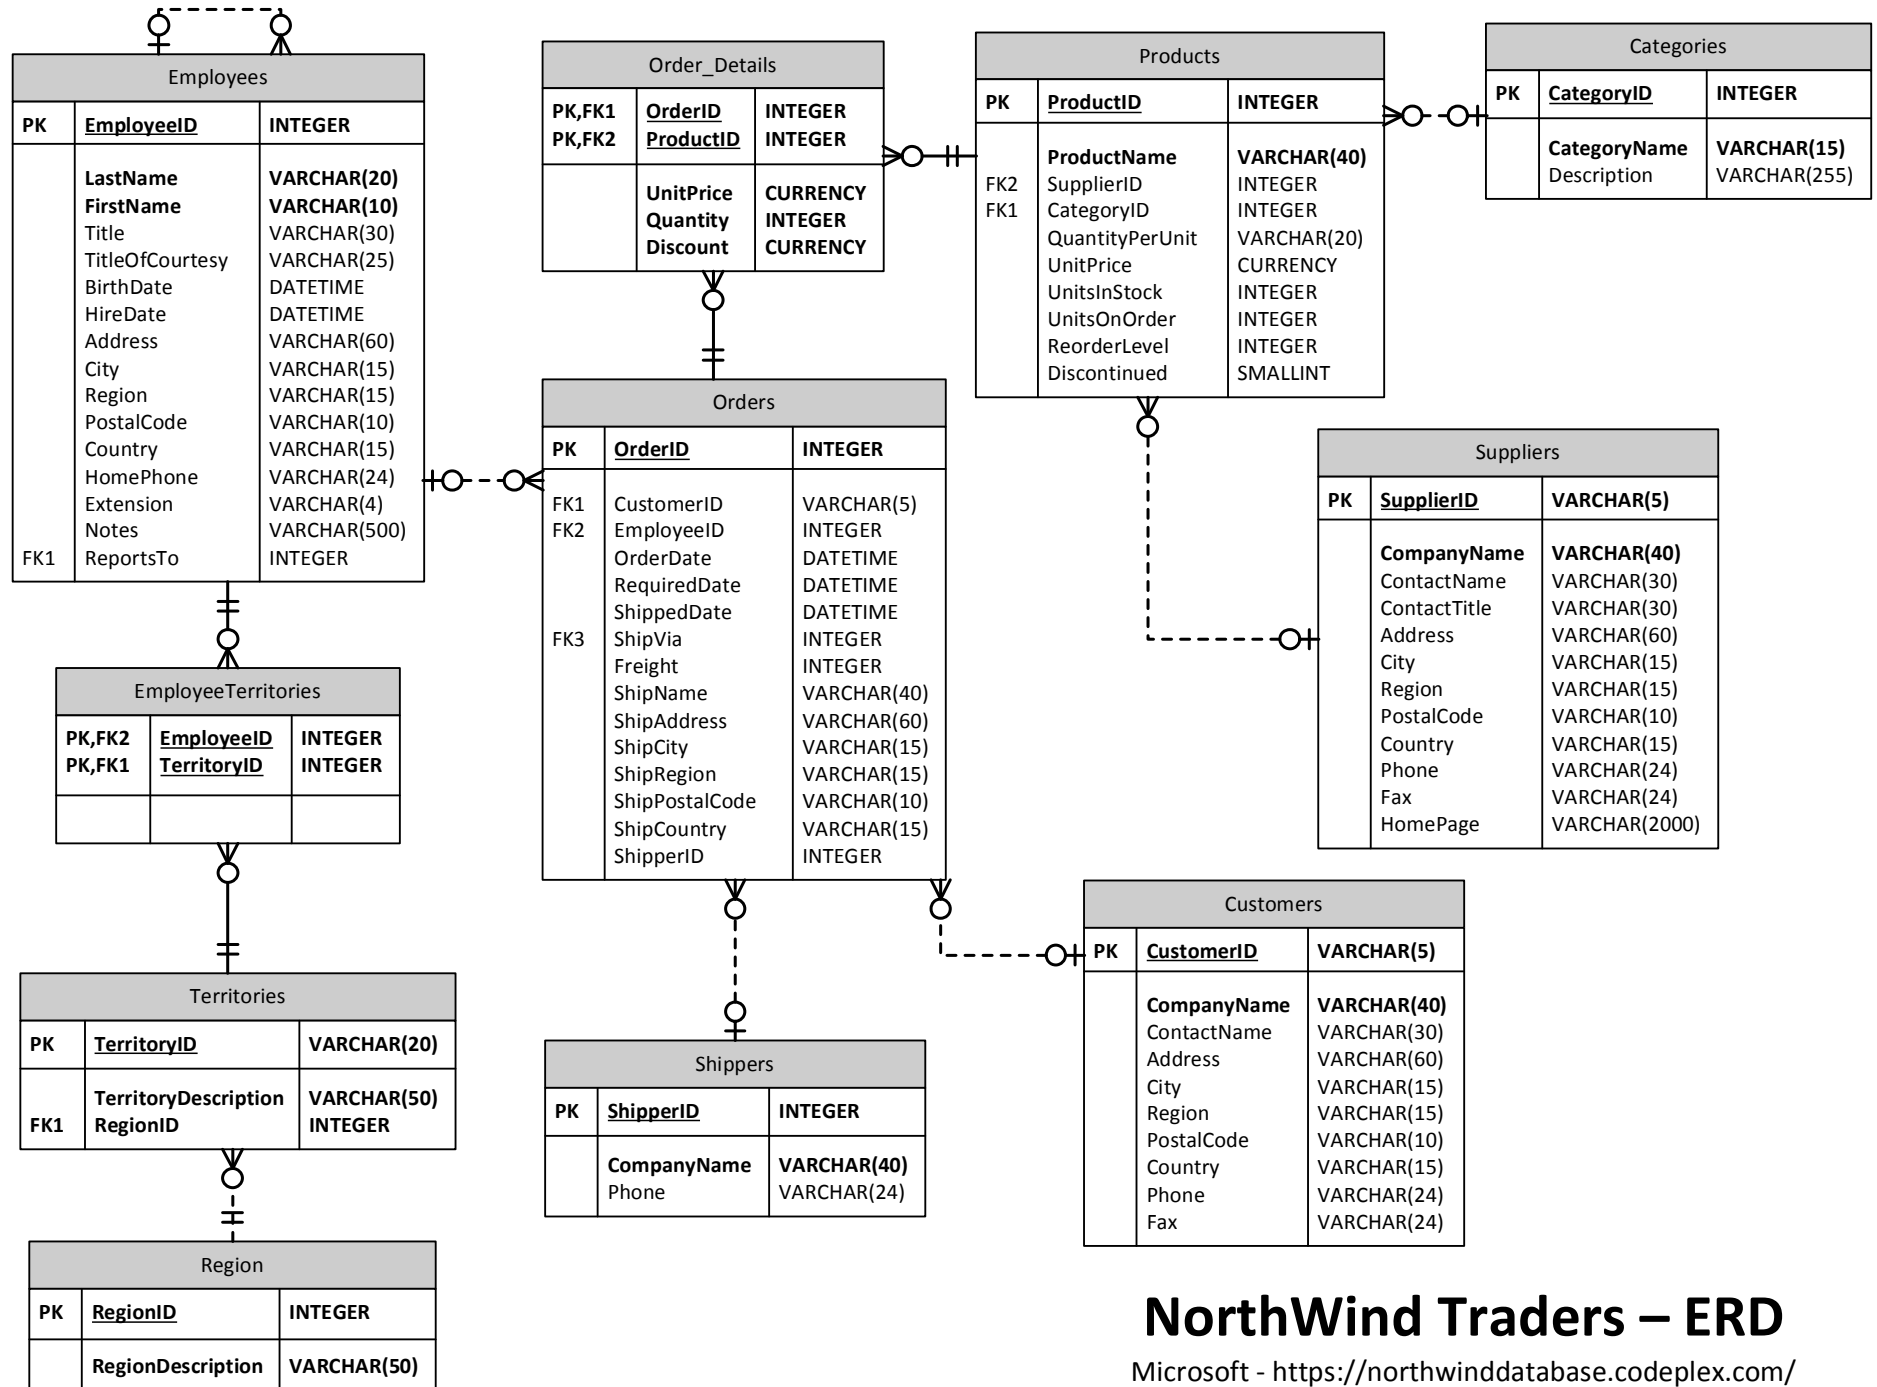 Employees
PK EmployeeID INTEGER
LastName VARCHAR(20)
FirstName VARCHAR(10)
Title VARCHAR(30)
TitleOfCourtesy VARCHAR(25)
BirthDate DATETIME
HireDate DATETIME
Address VARCHAR(60)
City VARCHAR(15)
Region VARCHAR(15)
PostalCode VARCHAR(10)
Country VARCHAR(15)
HomePhone VARCHAR(24)
Extension VARCHAR(4)
Notes VARCHAR(500)
FK1 ReportsTo INTEGER
EmployeeTerritories
PK,FK2 EmployeeID INTEGER
PK,FK1 TerritoryID INTEGER
Territories
PK TerritoryID VARCHAR(20)
TerritoryDescription VARCHAR(50)
FK1 RegionID INTEGER
Region
PK RegionID INTEGER
RegionDescription VARCHAR(50)
Order_Details
PK,FK1 OrderID INTEGER
PK,FK2 ProductID INTEGER
UnitPrice CURRENCY
Quantity INTEGER
Discount CURRENCY
Orders
PK OrderID INTEGER
FK1 CustomerID VARCHAR(5)
FK2 EmployeeID INTEGER
OrderDate DATETIME
RequiredDate DATETIME
ShippedDate DATETIME
FK3 ShipVia INTEGER
Freight INTEGER
ShipName VARCHAR(40)
ShipAddress VARCHAR(60)
ShipCity VARCHAR(15)
ShipRegion VARCHAR(15)
ShipPostalCode VARCHAR(10)
ShipCountry VARCHAR(15)
ShipperID INTEGER
Shippers
PK ShipperID INTEGER
CompanyName VARCHAR(40)
Phone VARCHAR(24)
Products
PK ProductID INTEGER
ProductName VARCHAR(40)
FK2 SupplierID INTEGER
FK1 CategoryID INTEGER
QuantityPerUnit VARCHAR(20)
UnitPrice CURRENCY
UnitsInStock INTEGER
UnitsOnOrder INTEGER
ReorderLevel INTEGER
Discontinued SMALLINT
Categories
PK CategoryID INTEGER
CategoryName VARCHAR(15)
Description VARCHAR(255)
Suppliers
PK SupplierID VARCHAR(5)
CompanyName VARCHAR(40)
ContactName VARCHAR(30)
ContactTitle VARCHAR(30)
Address VARCHAR(60)
City VARCHAR(15)
Region VARCHAR(15)
PostalCode VARCHAR(10)
Country VARCHAR(15)
Phone VARCHAR(24)
Fax VARCHAR(24)
HomePage VARCHAR(2000)
Customers
PK CustomerID VARCHAR(5)
CompanyName VARCHAR(40)
ContactName VARCHAR(30)
Address VARCHAR(60)
City VARCHAR(15)
Region VARCHAR(15)
PostalCode VARCHAR(10)
Country VARCHAR(15)
Phone VARCHAR(24)
Fax VARCHAR(24)
NorthWind Traders – ERD
Microsoft - https://northwinddatabase.codeplex.com/